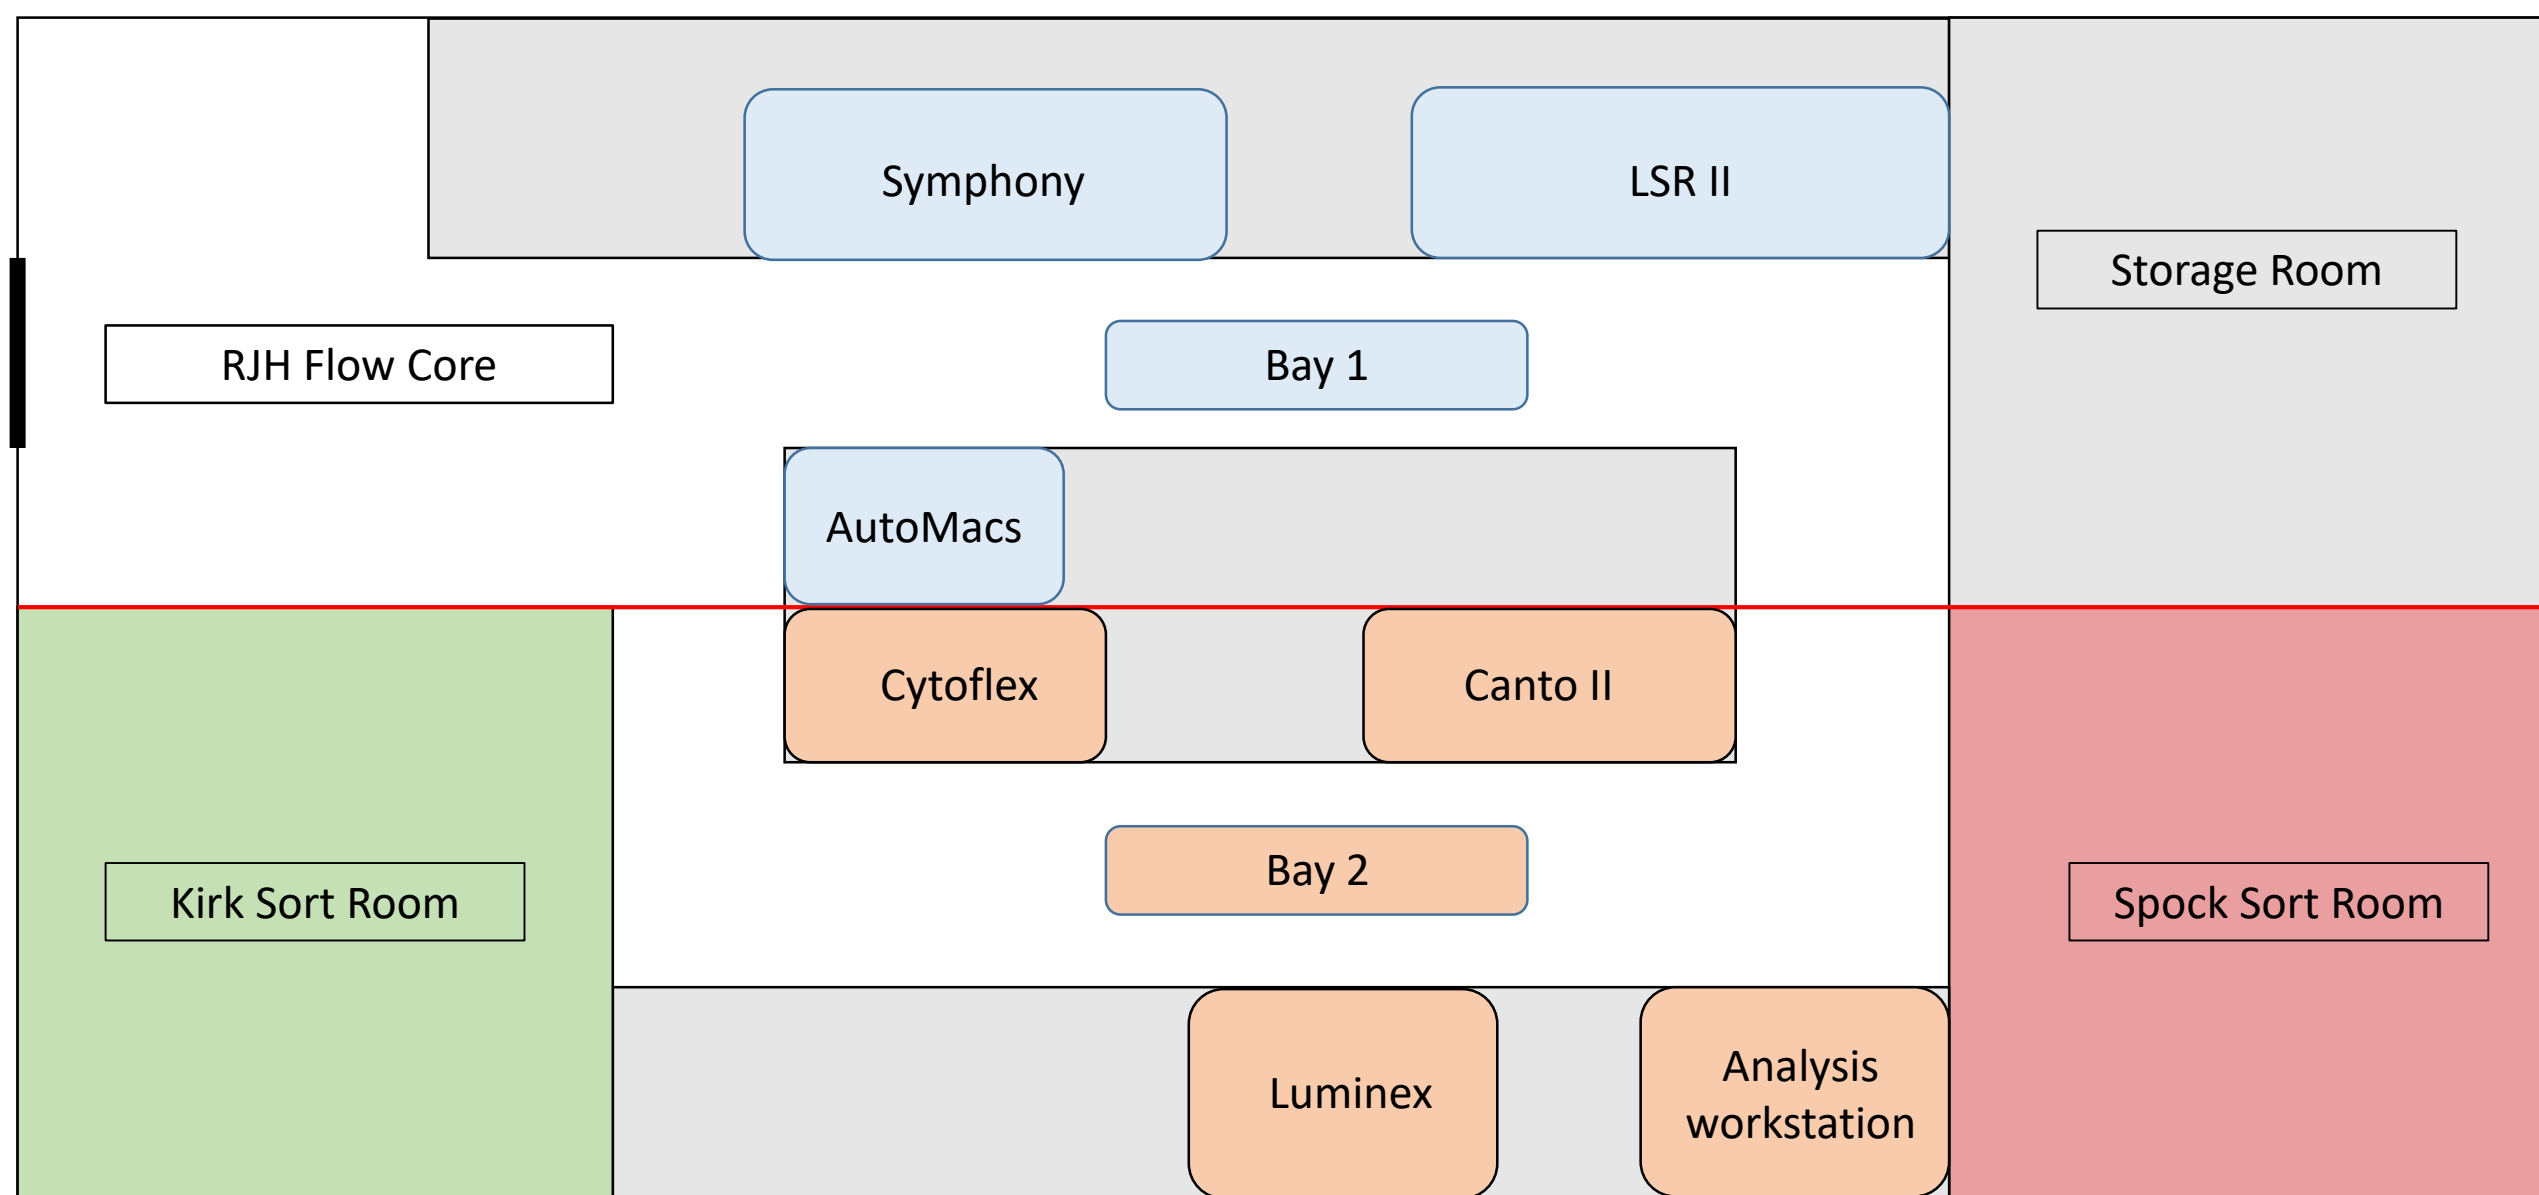 Symphony
LSR II
Storage Room
RJH Flow Core
Bay 1
AutoMacs
Cytoflex
Canto II
Bay 2
Kirk Sort Room
Spock Sort Room
Luminex
Analysis
workstation